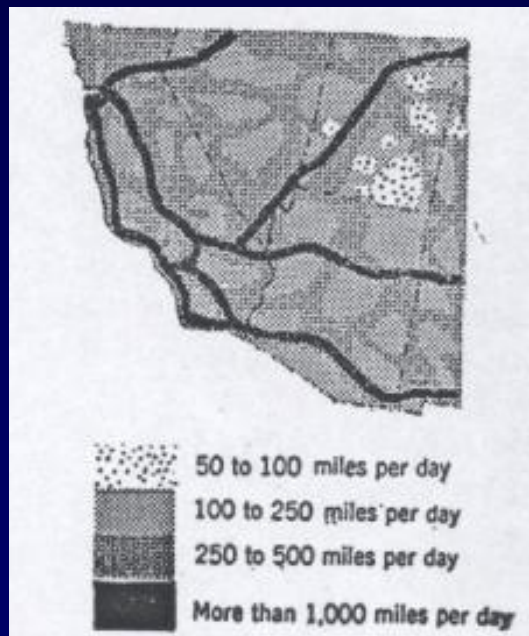 50 to 100 miles per day
100 to 250 miles per day
250 to 500 miles per day
More than 1,000 miles per day